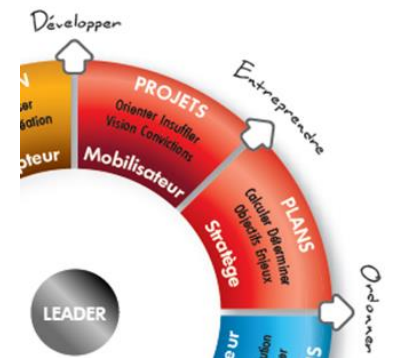 Développer
PROJETS
Orienter Insuffler
Vision Convictions
Mobilisateur
Entreprendre
PLANS
Calculer Déterminer
Objectifs Enjeux
Stratège
Ordonner
LEADER